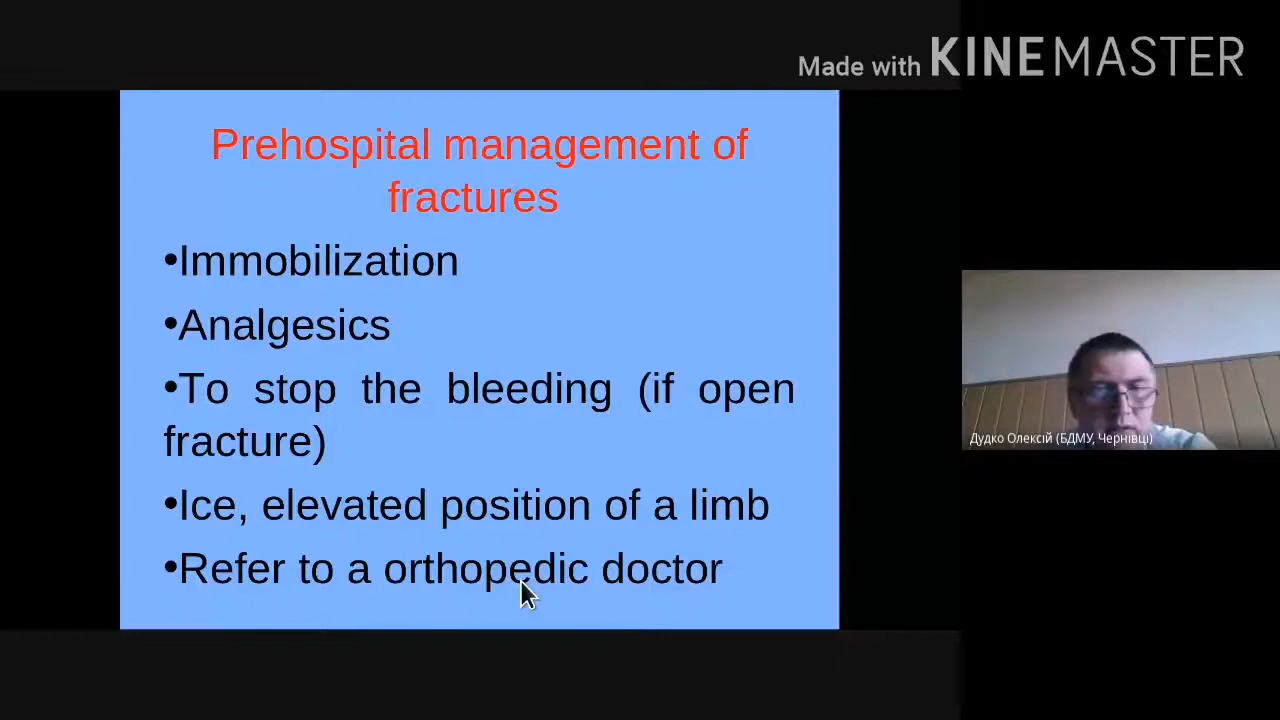 Made with KINEMASTER
Prehospital management of
fractures
•Immobilization
•Analgesics
•To stop the bleeding (if open
fracture)
•Ice, elevated position of a limb
•Refer to a orthopedic doctor
Дудко Олексій (БДМУ, Чернівці)